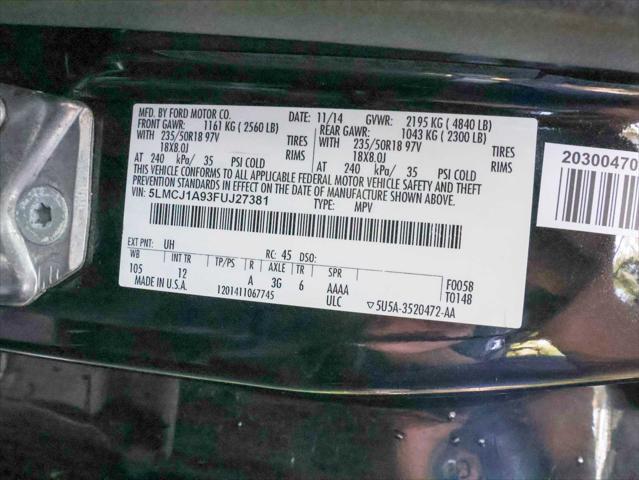 MFD. BY FORD MOTOR CO. DATE: 11/14 GVWR: 2195 KG ( 4840 LB)
FRONT GAWR: 1161 KG ( 2560 LB) REAR GAWR: 1043 KG ( 2300 LB)
WITH 235/50R18 97V TIRES WITH 235/50R18 97V TIRES
18X8.0J RIMS 18X8.0J RIMS
AT 240 kPa/ 35 PSI COLD AT 240 kPa/ 35 PSI COLD
THIS VEHICLE CONFORMS TO ALL APPLICABLE FEDERAL MOTOR VEHICLE SAFETY AND THEFT
PREVENTION STANDARDS IN EFFECT ON THE DATE OF MANUFACTURE SHOWN ABOVE.
VIN: 5LMCJ1A93FUJ27381 TYPE: MPV
EXT PNT: UH RC: 45 DSO:
WB INT TR TP/PS R AXLE TR SPR
105 12 A 3G 6 AAAA F0058
MADE IN U.S.A. 1201411067745 ULC T0148
5U5A-3520472-AA
20300470